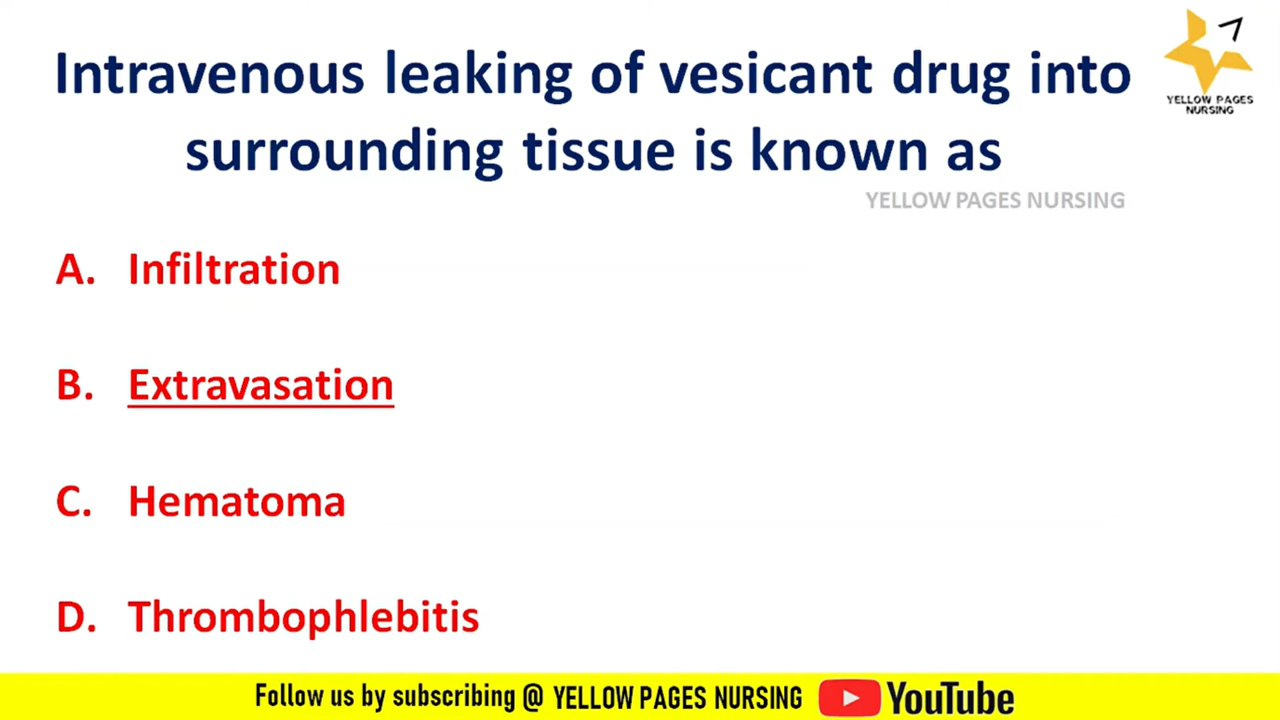 Intravenous leaking of vesicant drug into
surrounding tissue is known as
YELLOW PAGES
NURSING
YELLOW PAGES NURSING
A. Infiltration
B. Extravasation
C. Hematoma
D. Thrombophlebitis
Follow us by subscribing @ YELLOW PAGES NURSING YouTube